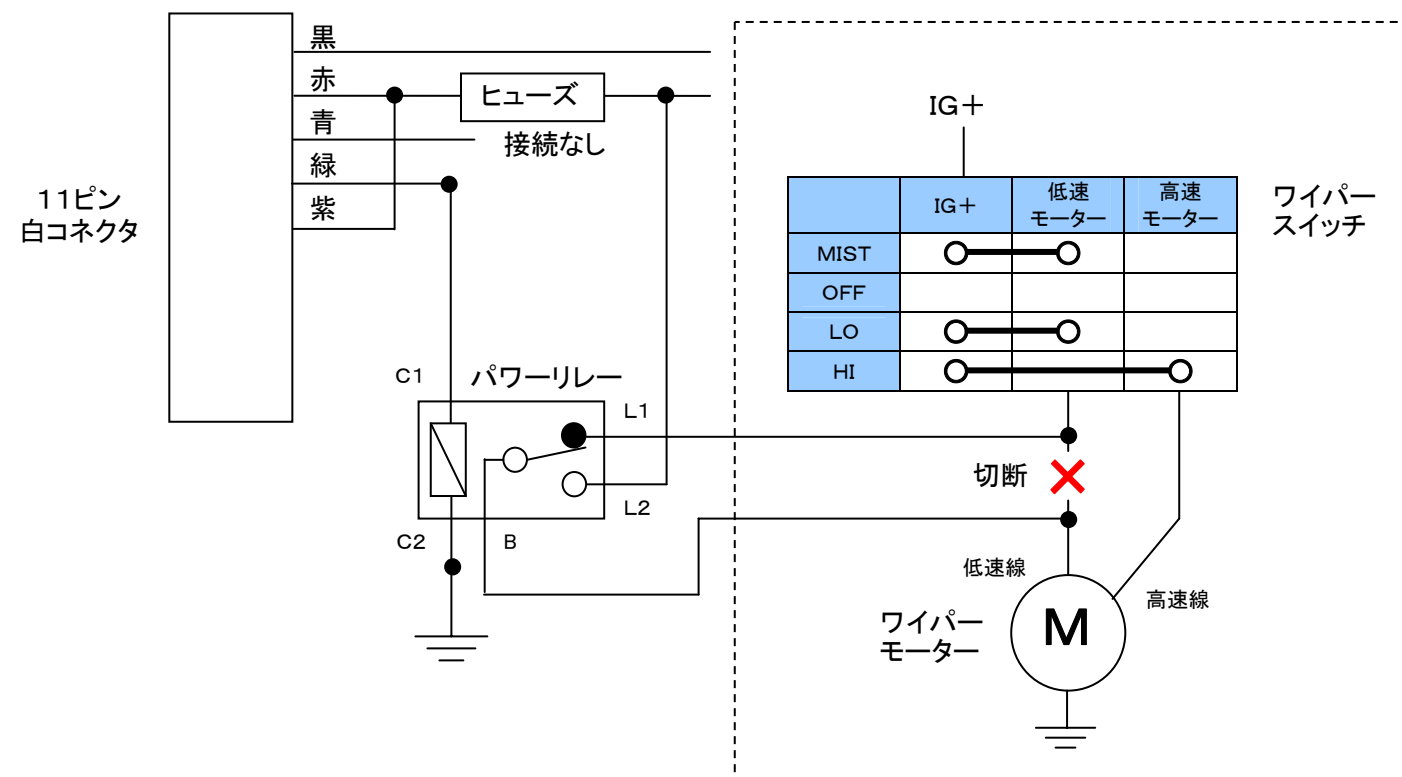 黒
赤
ヒューズ
青
接続なし
緑
紫
11ピン
白コネクタ
IG+
IG+
低速
モーター
高速
モーター
ワイパー
スイッチ
MIST
OFF
LO
HI
C1
パワーリレー
L1
L2
C2
B
切断
低速線
高速線
ワイパー
モーター
M